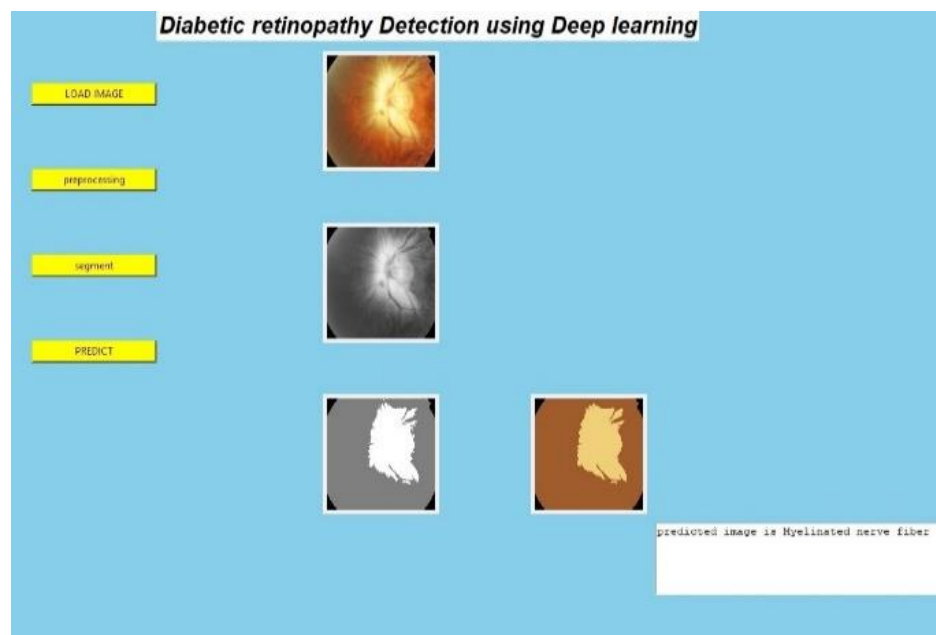 Diabetic retinopathy Detection using Deep learning
LOAD IMAGE
preprocessing
segment
PREDICT
predicted image is Myelinated nerve fiber